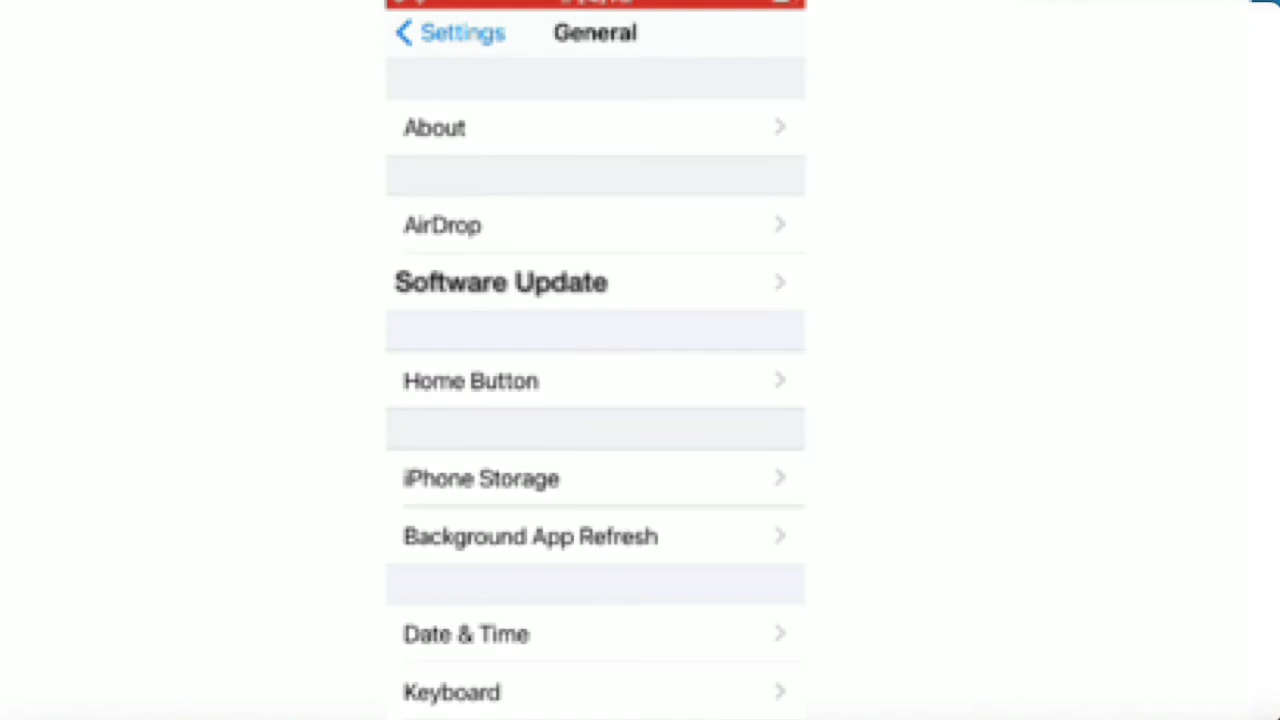 Settings
General
About
AirDrop
Software Update
Home Button
iPhone Storage
Background App Refresh
Date & Time
Keyboard